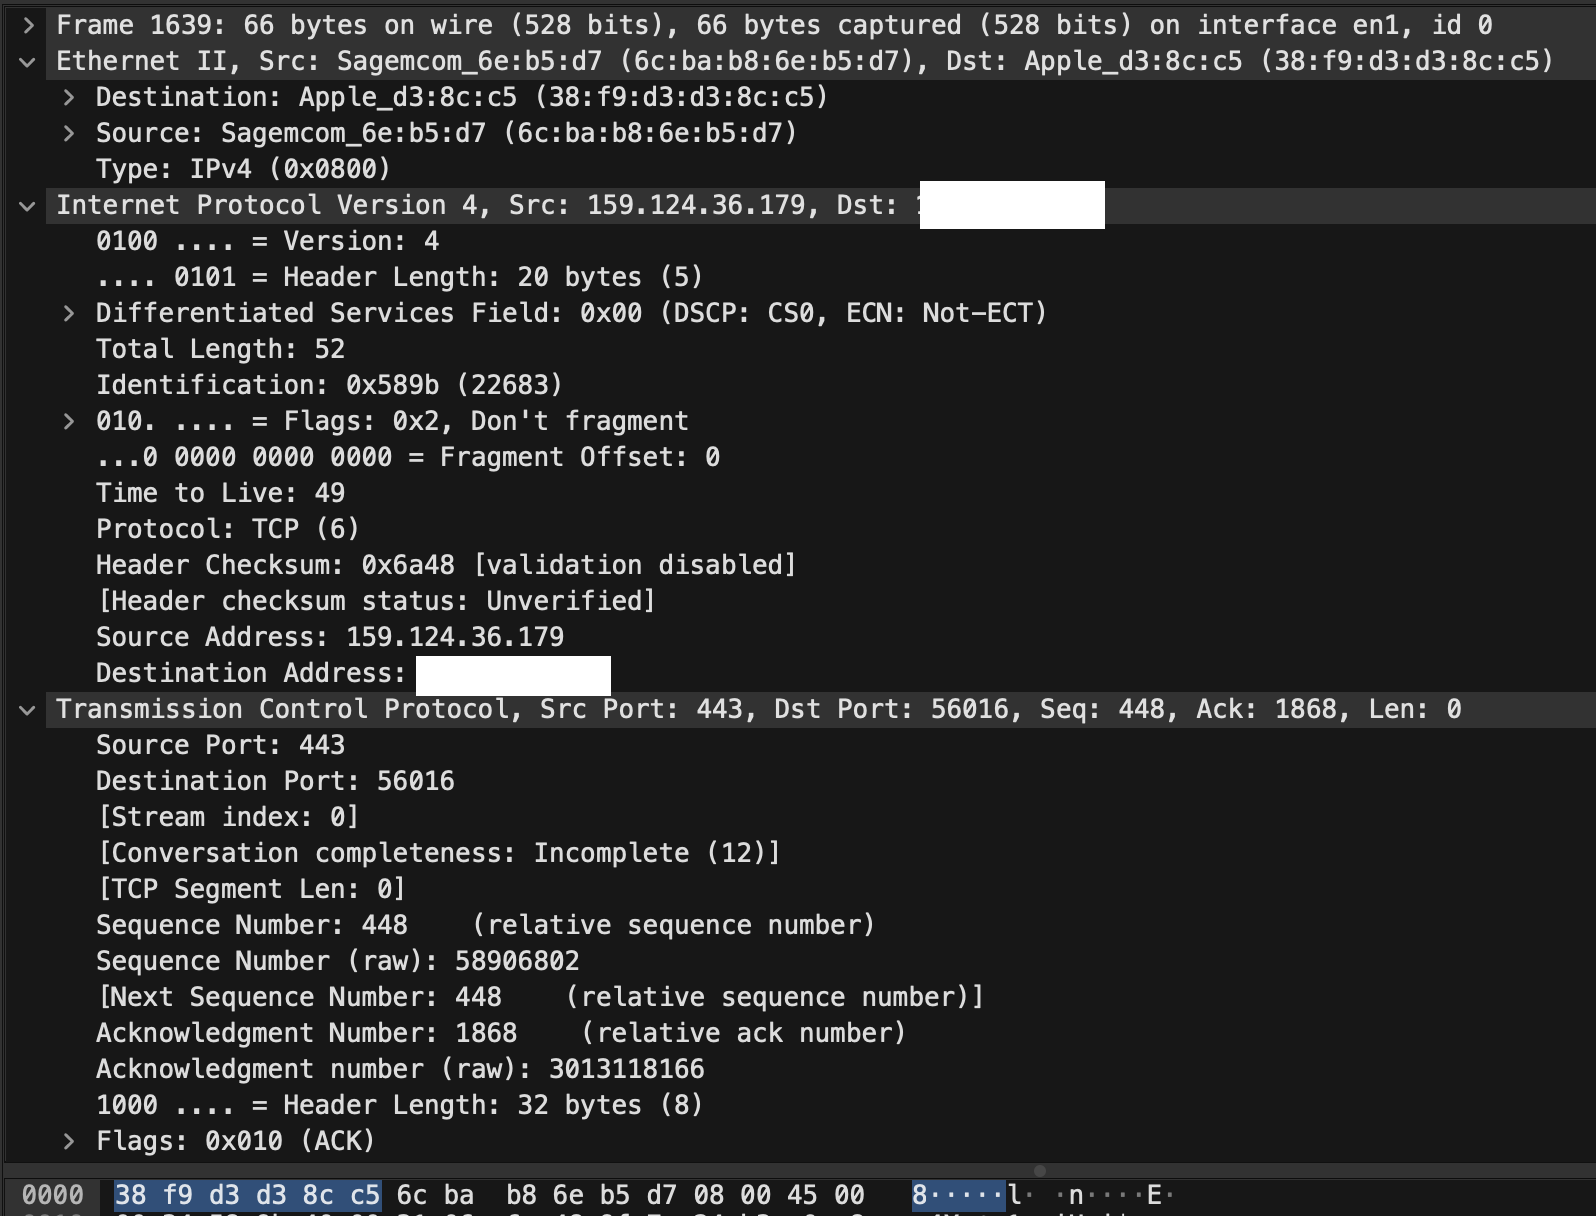 Frame 1639: 66 bytes on wire (528 bits), 66 bytes captured (528 bits) on interface en1, id 0
Ethernet II, Src: Sagemcom_6e:b5:d7 (6c:ba:b8:6e:b5:d7), Dst: Apple_d3:8c:c5 (38:f9:d3:d3:8c:c5)
Destination: Apple_d3:8c:c5 (38:f9:d3:d3:8c:c5)
Source: Sagemcom_6e:b5:d7 (6c:ba:b8:6e:b5:d7)
Type: IPv4 (0x0800)
Internet Protocol Version 4, Src: 159.124.36.179, Dst:
0100 .... = Version: 4
.... 0101 = Header Length: 20 bytes (5)
Differentiated Services Field: 0x00 (DSCP: CS0, ECN: Not-ECT)
Total Length: 52
Identification: 0x589b (22683)
010. .... = Flags: 0x2, Don't fragment
...0 0000 0000 0000 = Fragment Offset: 0
Time to Live: 49
Protocol: TCP (6)
Header Checksum: 0x6a48 [validation disabled]
[Header checksum status: Unverified]
Source Address: 159.124.36.179
Destination Address:
Transmission Control Protocol, Src Port: 443, Dst Port: 56016, Seq: 448, Ack: 1868, Len: 0
Source Port: 443
Destination Port: 56016
[Stream index: 0]
[Conversation completeness: Incomplete (12)]
[TCP Segment Len: 0]
Sequence Number: 448    (relative sequence number)
Sequence Number (raw): 58906802
[Next Sequence Number: 448    (relative sequence number)]
Acknowledgment Number: 1868    (relative ack number)
Acknowledgment number (raw): 3013118166
1000 .... = Header Length: 32 bytes (8)
Flags: 0x010 (ACK)
0000 38 f9 d3 d3 8c c5 6c ba b8 6e b5 d7 08 00 45 00 8·····l· ·n····E·